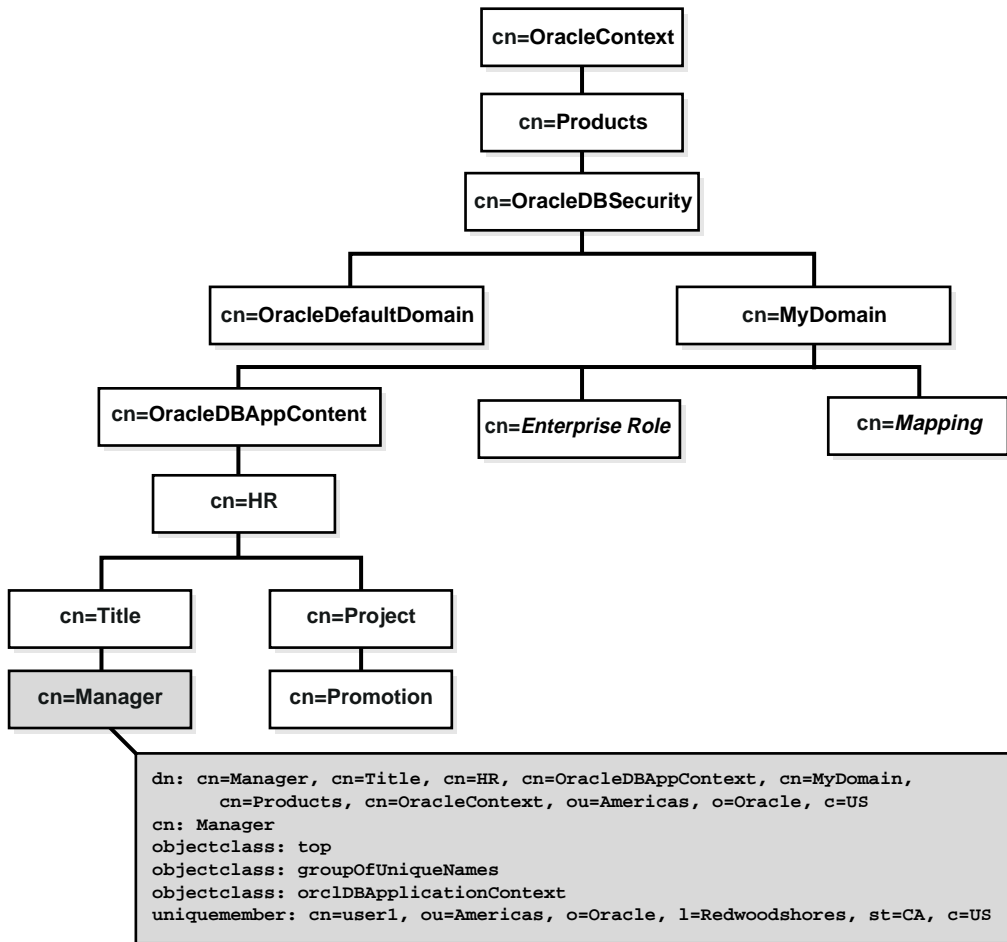 cn=OracleContext
cn=Products
cn=OracleDBSecurity
cn=OracleDefaultDomain
cn=MyDomain
cn=OracleDBAppContent
cn=Enterprise Role
cn=Mapping
cn=HR
cn=Title
cn=Project
cn=Manager
cn=Promotion
dn: cn=Manager, cn=Title, cn=HR, cn=OracleDBAppContext, cn=MyDomain,
cn=Products, cn=OracleContext, ou=Americas, o=Oracle, c=US
cn: Manager
objectclass: top
objectclass: groupOfUniqueNames
objectclass: orclDBApplicationContext
uniquemember: cn=user1, ou=Americas, o=Oracle, l=Redwoodshores, st=CA, c=US